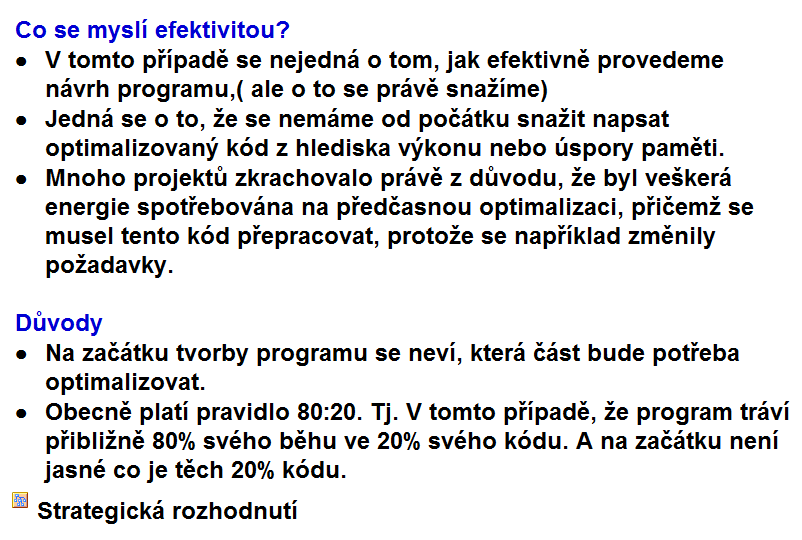 Co se myslí efektivitou?
● V tomto případě se nejedná o tom, jak efektivně provedeme
návrh programu,( ale o to se právě snažíme)
● Jedná se o to, že se nemáme od počátku snažit napsat
optimalizovaný kód z hlediska výkonu nebo úspory paměti.
● Mnoho projektů zkrachovalo právě z důvodu, že byl veškerá
energie spotřebována na předčasnou optimalizaci, přičemž se
musel tento kód přepracovat, protože se například změnily
požadavky.
Důvody
● Na začátku tvorby programu se neví, která část bude potřeba
optimalizovat.
● Obecně platí pravidlo 80:20. Tj. V tomto případě, že program tráví
přibližně 80% svého běhu ve 20% svého kódu. A na začátku není
jasné co je těch 20% kódu.
Strategická rozhodnutí